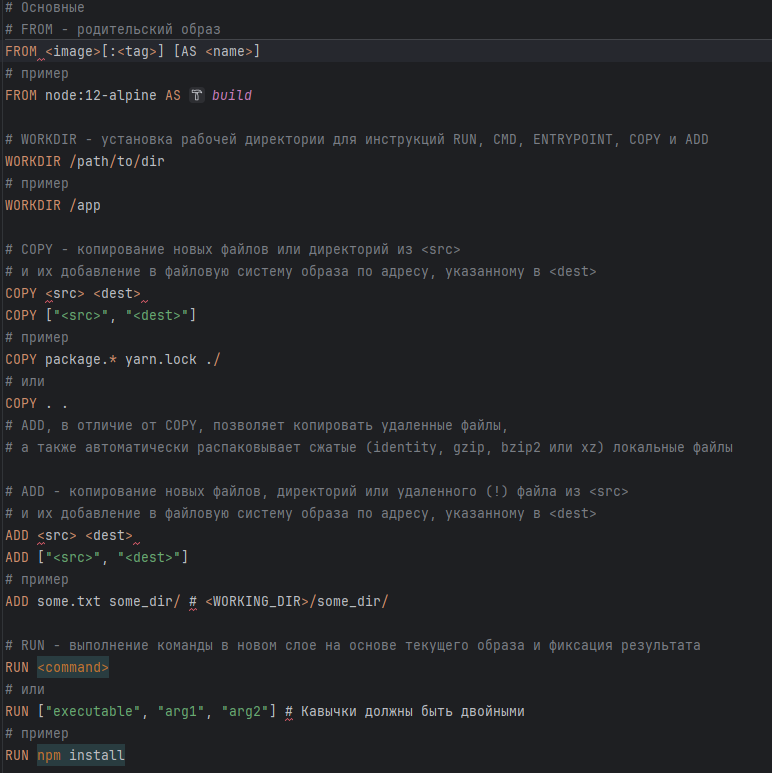 # Основные
# FROM - родительский образ
FROM <image>[:<tag>] [AS <name>]
# пример
FROM node:12-alpine AS build
# WORKDIR - установка рабочей директории для инструкций RUN, CMD, ENTRYPOINT, COPY и ADD
WORKDIR /path/to/dir
# пример
WORKDIR /app
# COPY - копирование новых файлов или директорий из <src>
# и их добавление в файловую систему образа по адресу, указанному в <dest>
COPY <src> <dest>
COPY ["<src>", "<dest>"]
# пример
COPY package.* yarn.lock ./
# или
COPY . .
# ADD, в отличие от COPY, позволяет копировать удаленные файлы,
# а также автоматически распаковывает сжатые (identity, gzip, bzip2 или xz) локальные файлы
# ADD - копирование новых файлов, директорий или удаленного (!) файла из <src>
# и их добавление в файловую систему образа по адресу, указанному в <dest>
ADD <src> <dest>
ADD ["<src>", "<dest>"]
# пример
ADD some.txt some_dir/ # <WORKING_DIR>/some_dir/
# RUN - выполнение команды в новом слое на основе текущего образа и фиксация результата
RUN <command>
# или
RUN ["executable", "arg1", "arg2"] # Кавычки должны быть двойными
# пример
RUN npm install